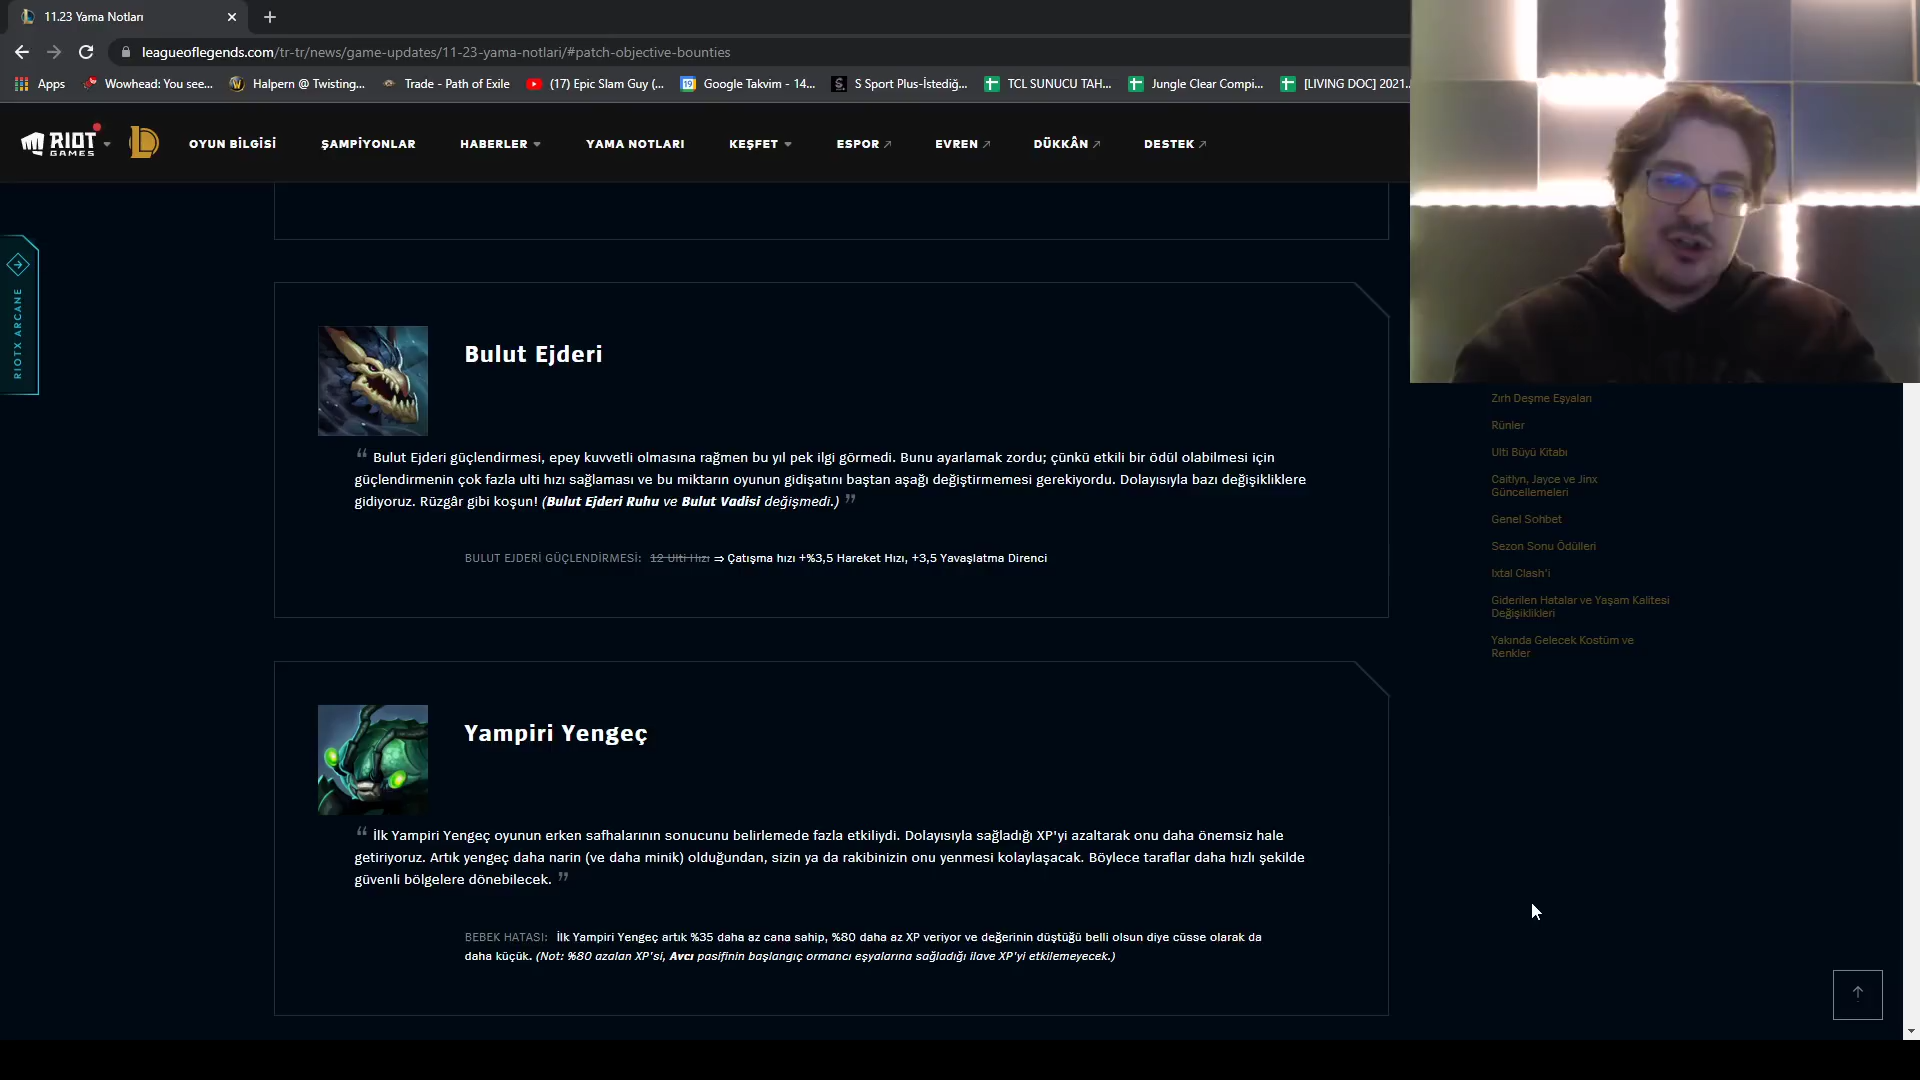 11.23 Yama Notları
leagueoflegends.com/tr-tr/news/game-updates/11-23-yama-notlari/#patch-objective-bounties
Apps
Wowhead: You see...
Halpern @ Twisting...
Trade - Path of Exile
(17) Epic Slam Guy (...
19
Google Takvim - 14...
S Sport Plus-İstediğ...
TCL SUNUCU TAH...
Jungle Clear Compi...
[LIVING DOC] 2021...
RIOT GAMES
OYUN BİLGİSİ
ŞAMPİYONLAR
HABERLER
YAMA NOTLARI
KEŞFET
ESPOR
EVREN
DÜKKÂN
DESTEK
RIOTX ARCANE
Bulut Ejderi
“ Bulut Ejderi güçlendirmesi, epey kuvvetli olmasına rağmen bu yıl pek ilgi görmedi. Bunu ayarlamak zordu; çünkü etkili bir ödül olabilmesi için
güçlendirmenin çok fazla ulti hızı sağlaması ve bu miktarın oyunun gidişatını baştan aşağı değiştirmemesi gerekiyordu. Dolayısıyla bazı değişikliklere
gidiyoruz. Rüzgâr gibi koşun! (Bulut Ejderi Ruhu ve Bulut Vadisi değişmedi.) ”
BULUT EJDERİ GÜÇLENDİRMESİ: 12 Ulti Hızı ⇒ Çatışma hızı +%3,5 Hareket Hızı, +3,5 Yavaşlatma Direnci
Yampiri Yengeç
“ İlk Yampiri Yengeç oyunun erken safhalarının sonucunu belirlemede fazla etkiliydi. Dolayısıyla sağladığı XP'yi azaltarak onu daha önemsiz hale
getiriyoruz. Artık yengeç daha narin (ve daha minik) olduğundan, sizin ya da rakibinizin onu yenmesi kolaylaşacak. Böylece taraflar daha hızlı şekilde
güvenli bölgelere dönebilecek. ”
BEBEK HATASI: İlk Yampiri Yengeç artık %35 daha az cana sahip, %80 daha az XP veriyor ve değerinin düştüğü belli olsun diye cüsse olarak da
daha küçük. (Not: %80 azalan XP'si, Avcı pasifinin başlangıç ormancı eşyalarına sağladığı ilave XP'yi etkilemeyecek.)
Zırh Deşme Eşyaları
Rünler
Ulti Büyü Kitabı
Caitlyn, Jayce ve Jinx
Güncellemeleri
Genel Sohbet
Sezon Sonu Ödülleri
Ixtal Clash'i
Giderilen Hatalar ve Yaşam Kalitesi
Değişiklikleri
Yakında Gelecek Kostüm ve
Renkler